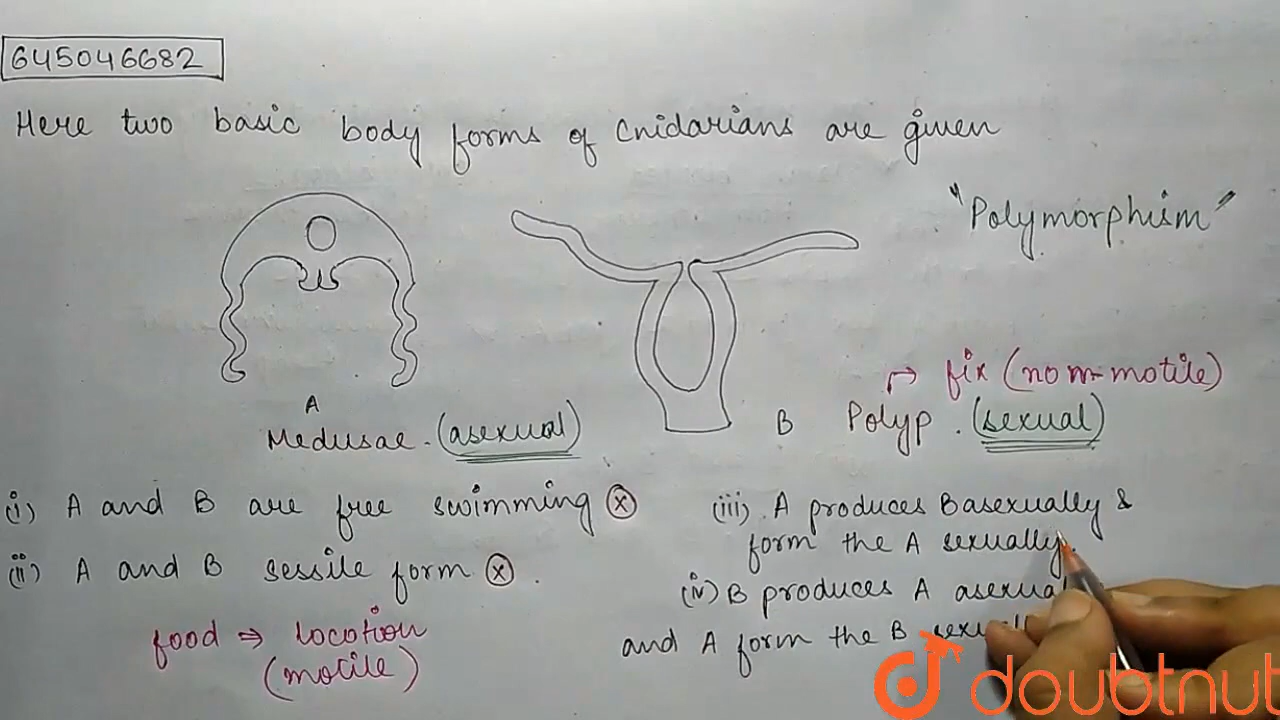 645046682
Here two basic body forms of Cnidarians are given
"Polymorphism"
fix (non-motile)
A
Medusae. (asexual)
B Polyp. (sexual)
(i) A and B are free swimming (x)
(ii) A and B sessile form (x).
food ⇒ location
(motile)
(iii). A produces B asexually &
form the A sexually.
(iv) B produces A
and A form the B
doubtnut